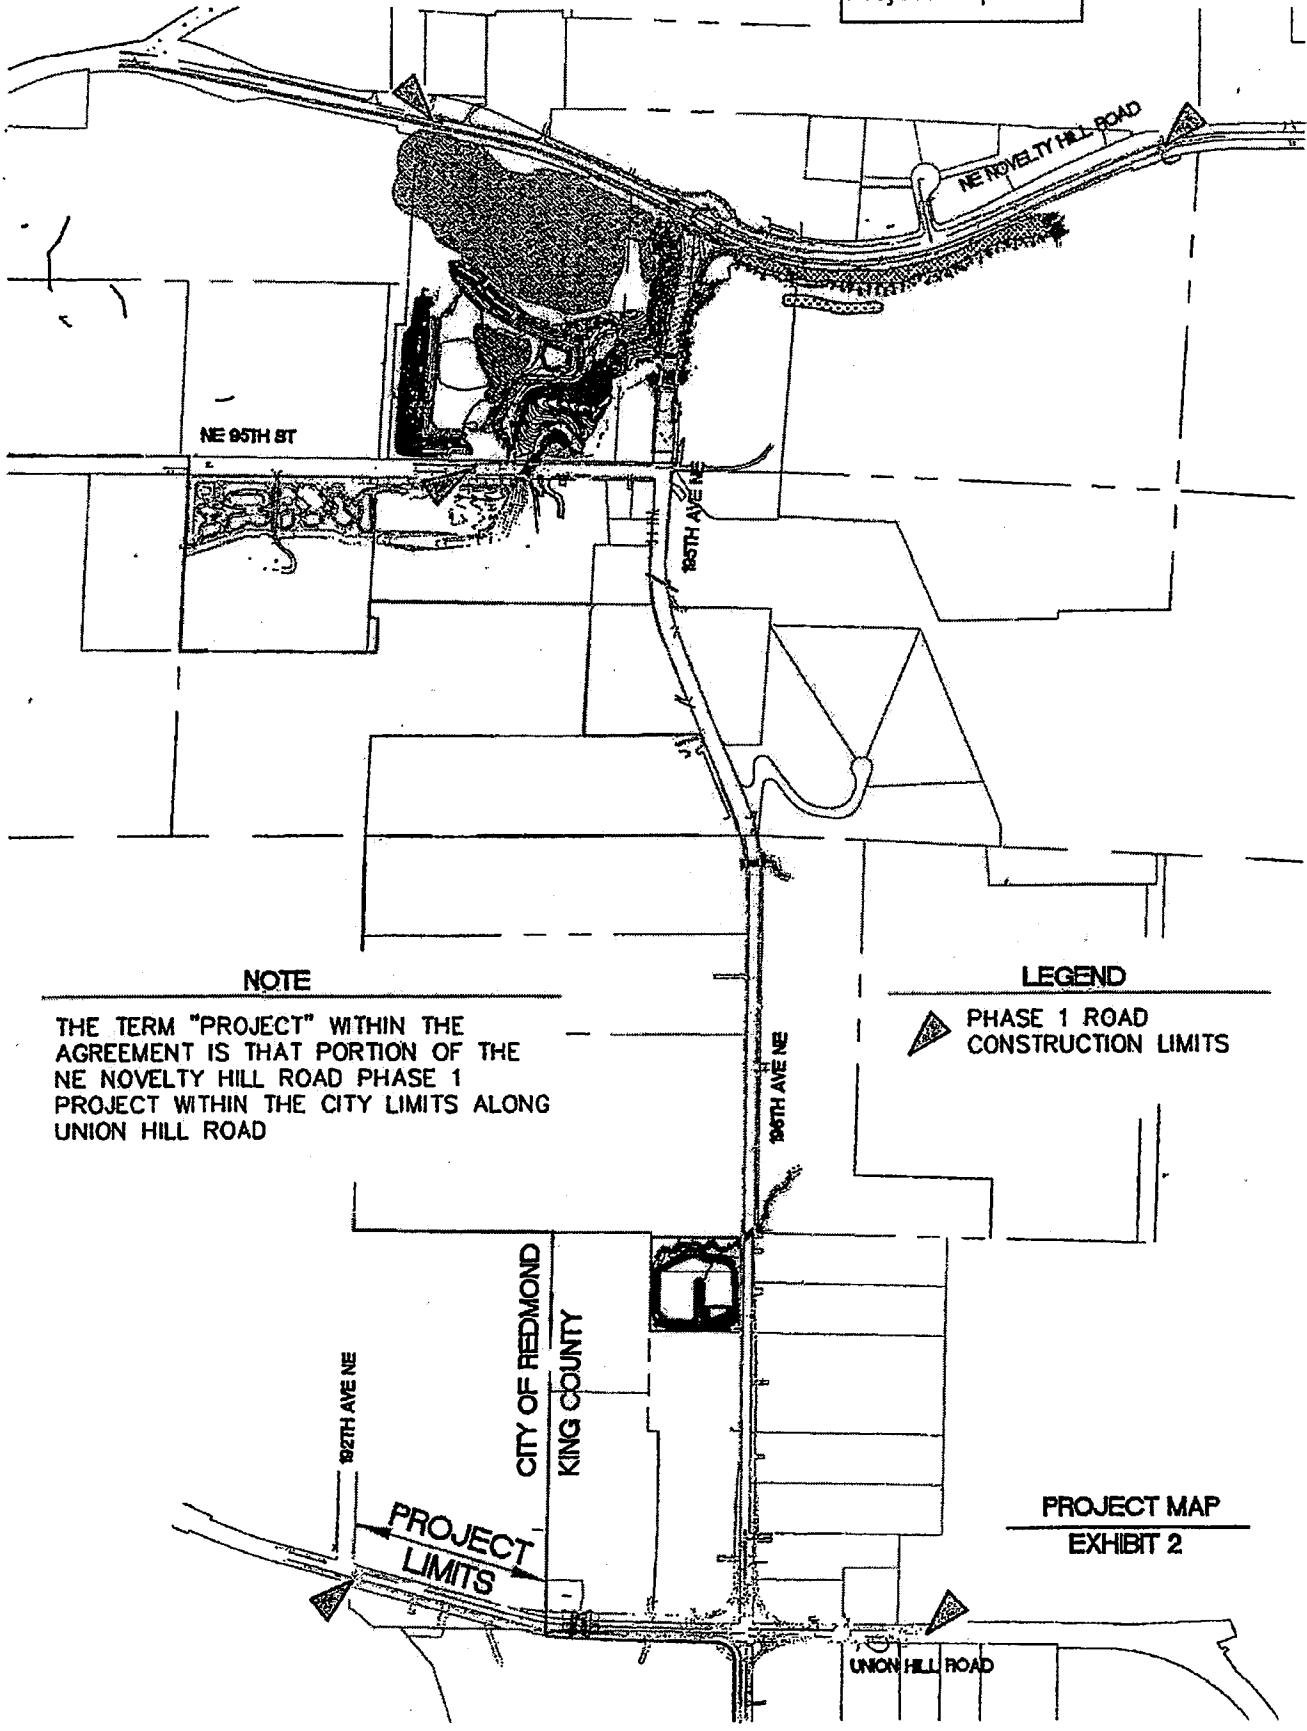 NE NOVELTY HILL ROAD
NE 95TH ST
195TH AVE NE
NOTE
THE TERM "PROJECT" WITHIN THE
AGREEMENT IS THAT PORTION OF THE
NE NOVELTY HILL ROAD PHASE 1
PROJECT WITHIN THE CITY LIMITS ALONG
UNION HILL ROAD
LEGEND
PHASE 1 ROAD
CONSTRUCTION LIMITS
196TH AVE NE
CITY OF REDMOND
KING COUNTY
192TH AVE NE
PROJECT
LIMITS
PROJECT MAP
EXHIBIT 2
UNION HILL ROAD